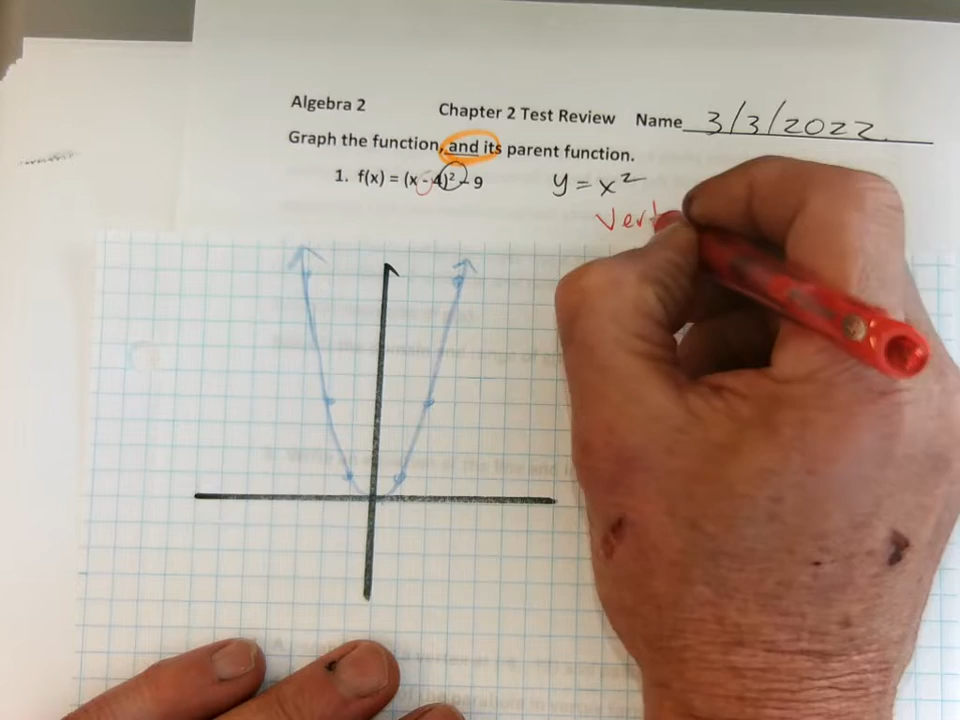 Algebra 2 Chapter 2 Test Review Name 3/3/2022
Graph the function, and its parent function.
1. f(x) = (x - 4)² - 9 y = x²
Vert